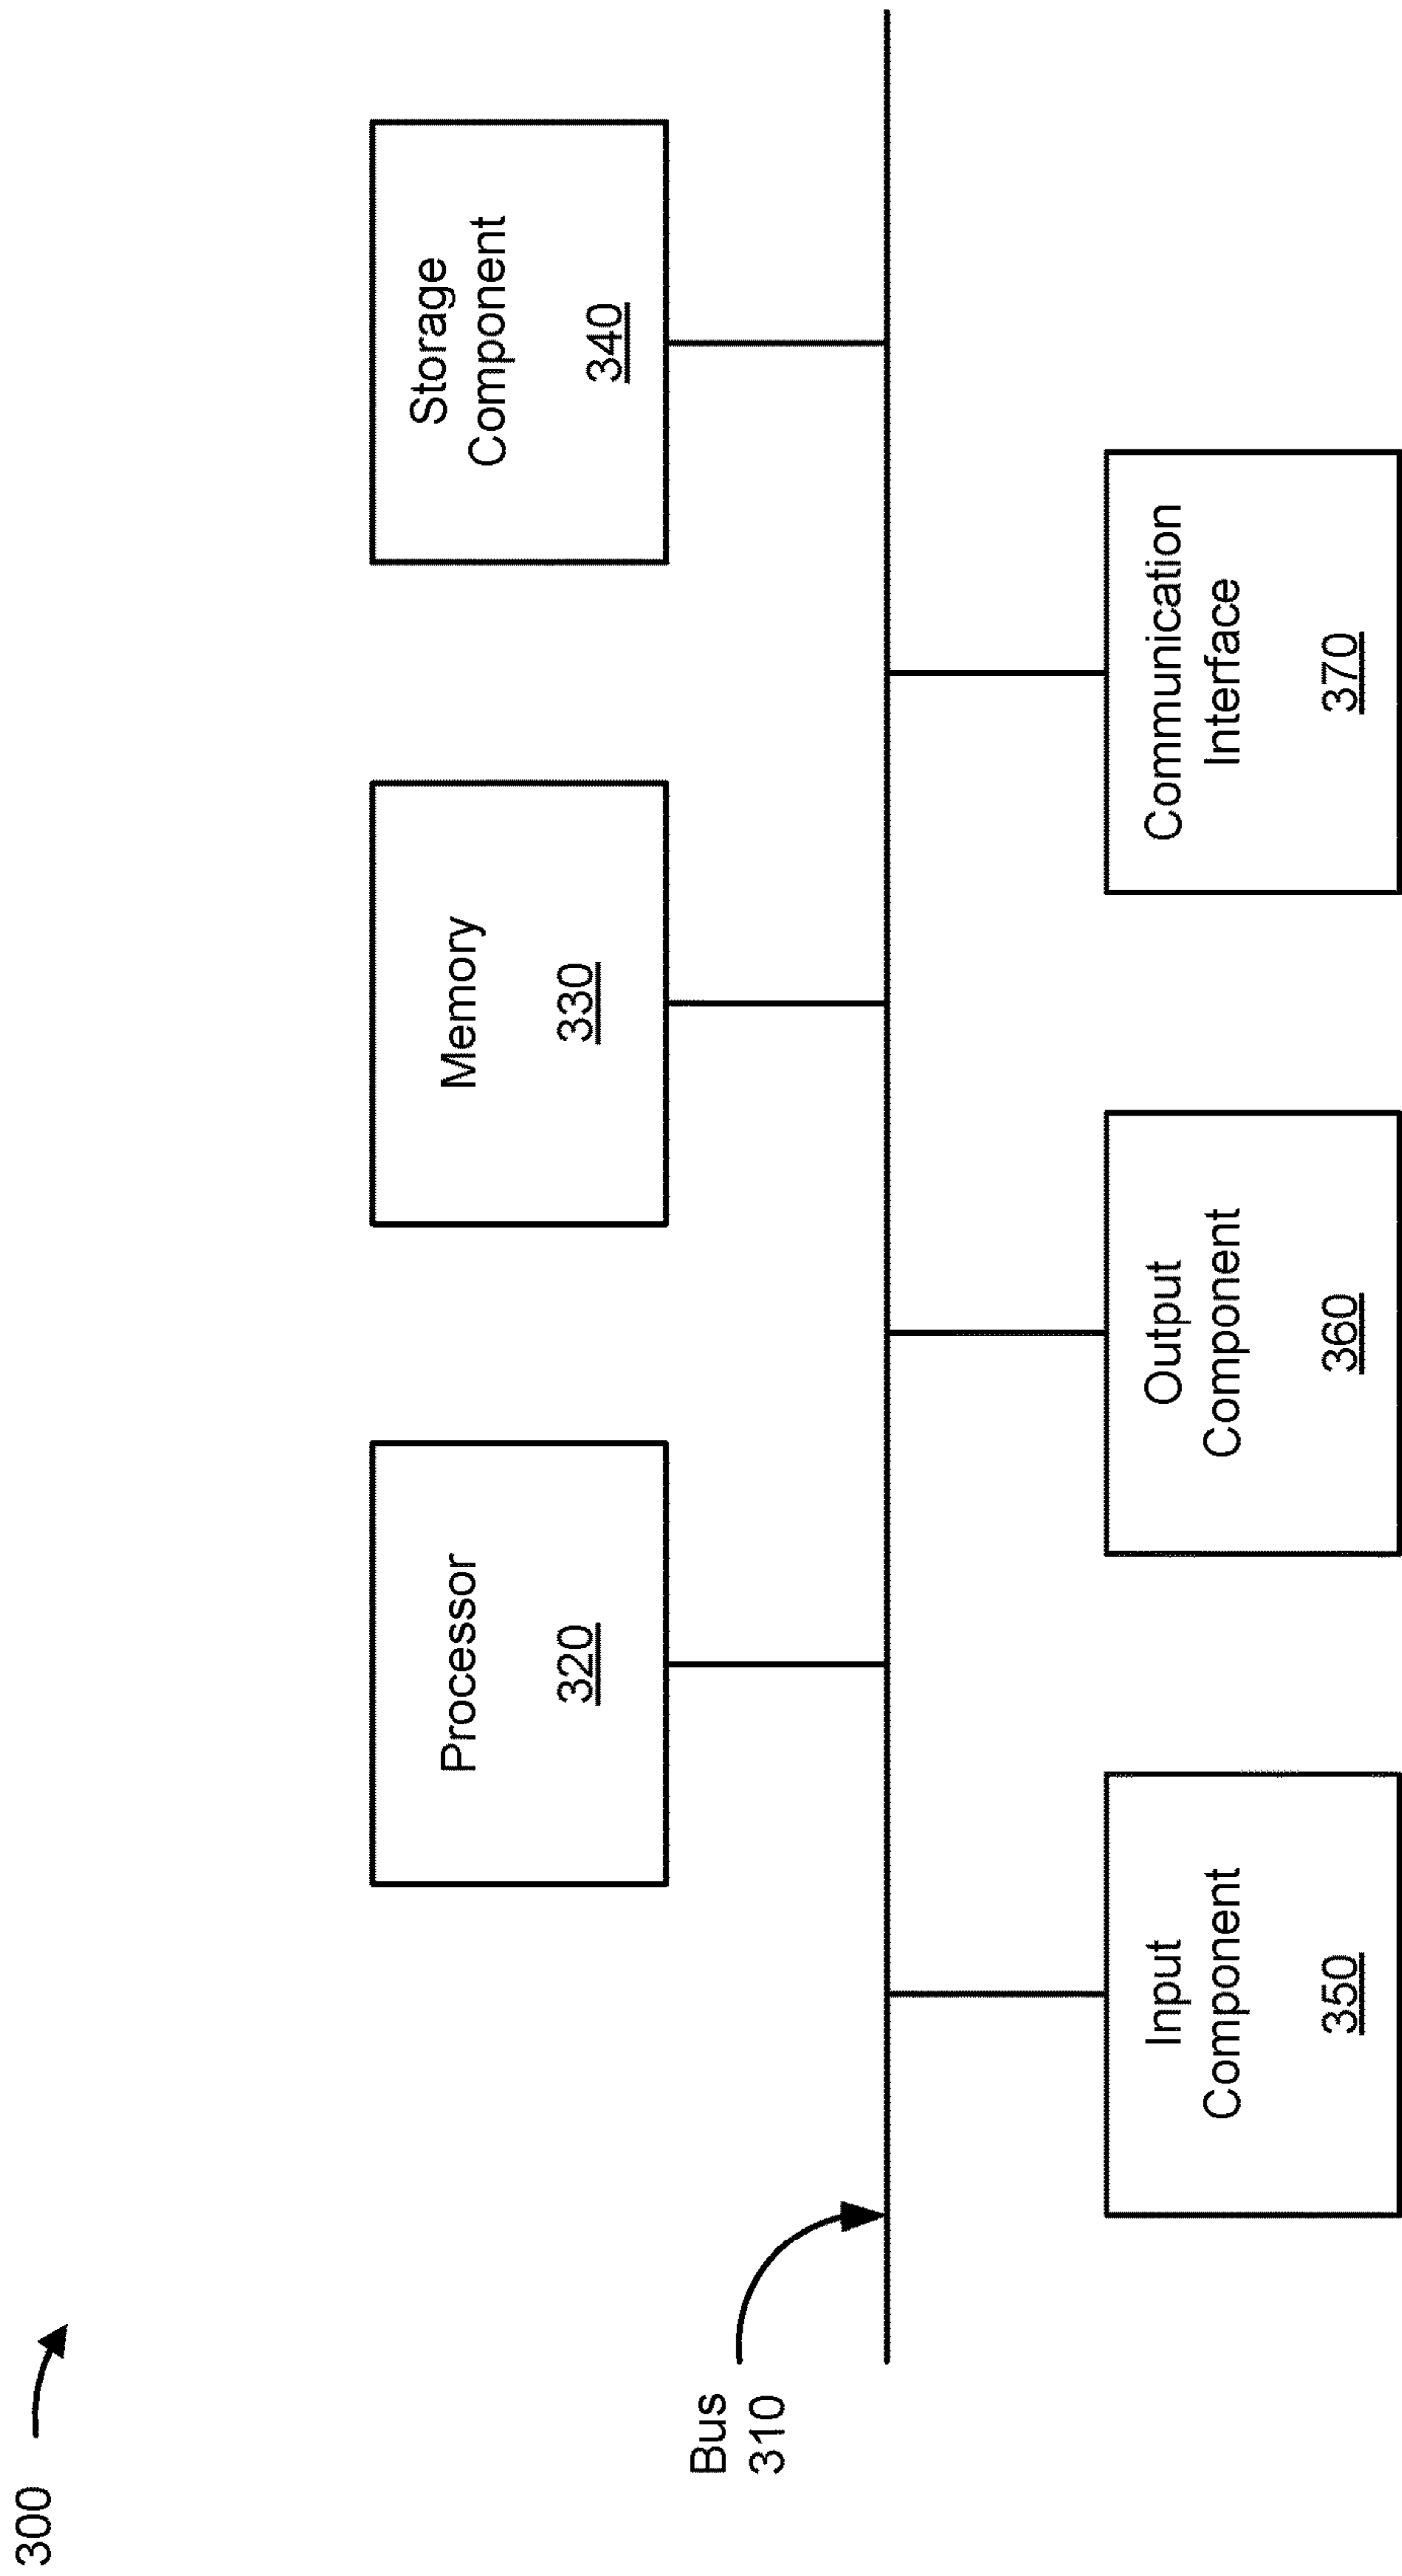 300
Processor
320
Memory
330
Storage
Component
340
Bus
310
Input
Component
350
Output
Component
360
Communication
Interface
370